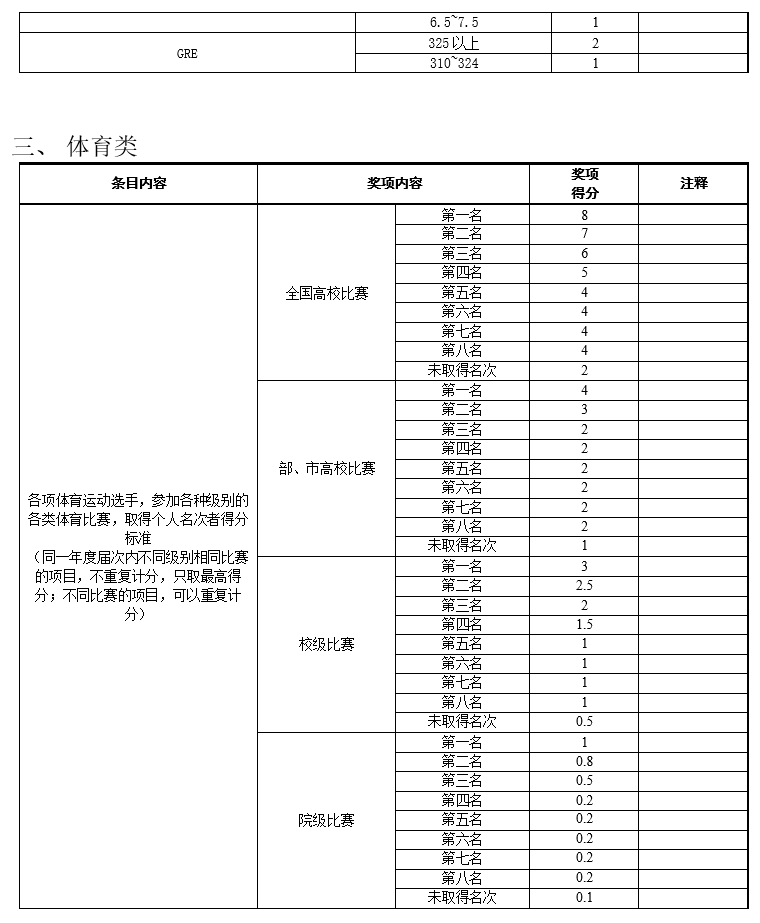 6.5~7.5 1
GRE
325以上 2
310~324 1
三、 体育类
条目内容 奖项内容 奖项
得分 注释
各项体育运动选手，参加各种级别的
各类体育比赛，取得个人名次者得分
标准
（同一年度届次内不同级别相同比赛
的项目，不重复计分，只取最高得
分；不同比赛的项目，可以重复计
分）
全国高校比赛
第一名 8
第二名 7
第三名 6
第四名 5
第五名 4
第六名 4
第七名 4
第八名 4
未取得名次 2
部、市高校比赛
第一名 4
第二名 3
第三名 2
第四名 2
第五名 2
第六名 2
第七名 2
第八名 2
未取得名次 1
校级比赛
第一名 3
第二名 2.5
第三名 2
第四名 1.5
第五名 1
第六名 1
第七名 1
第八名 1
未取得名次 0.5
院级比赛
第一名 1
第二名 0.8
第三名 0.5
第四名 0.2
第五名 0.2
第六名 0.2
第七名 0.2
第八名 0.2
未取得名次 0.1